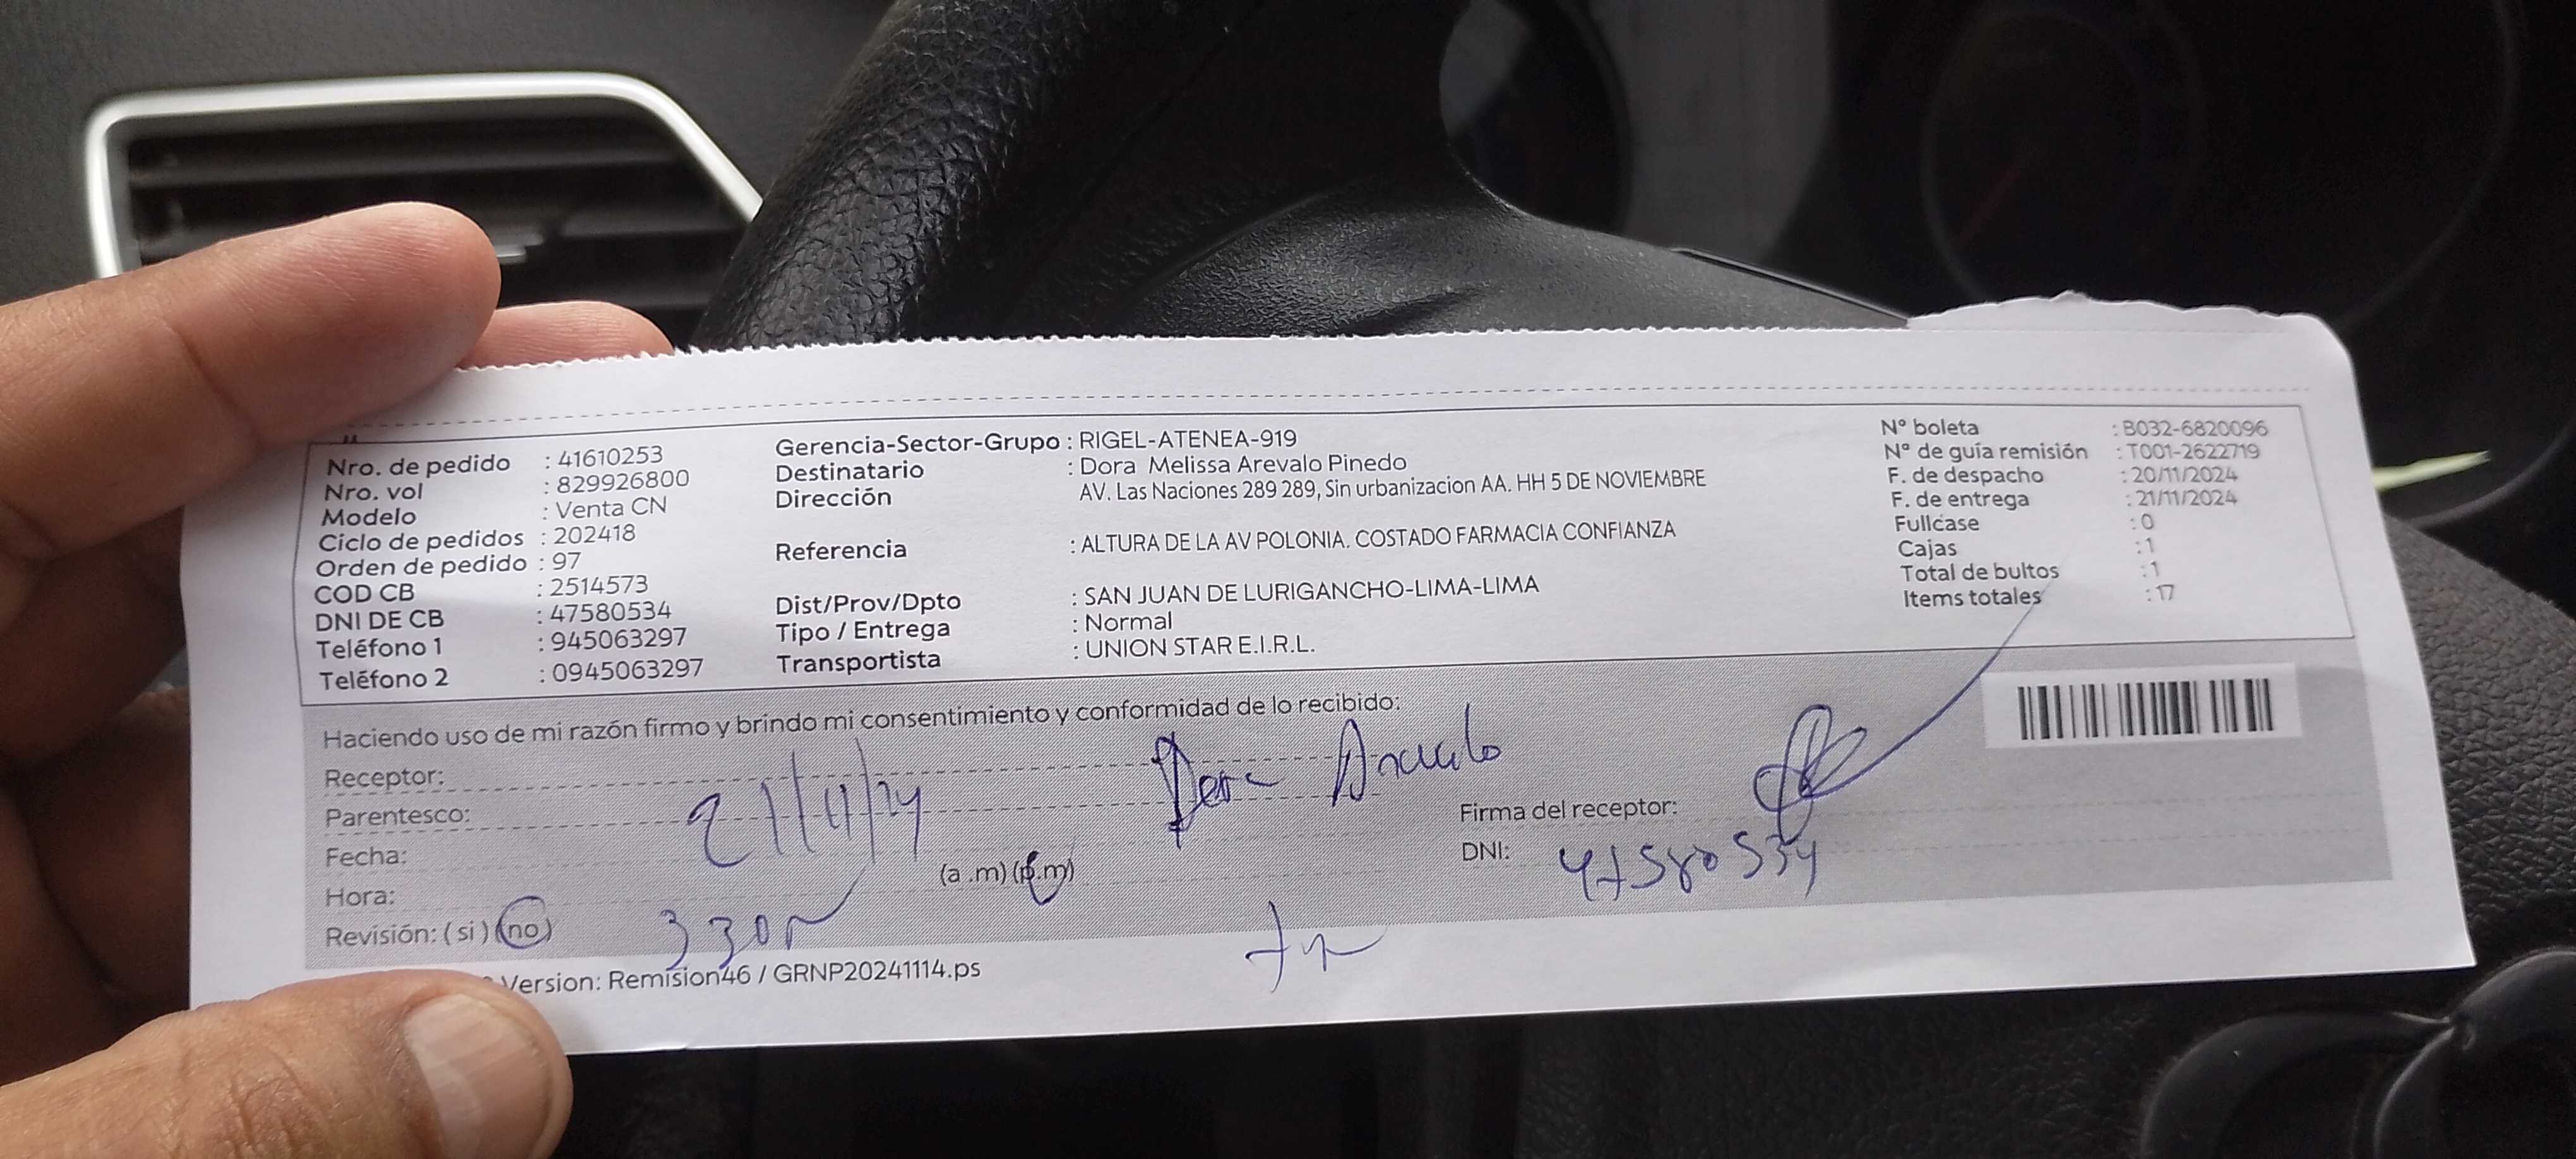 Nro. de pedido : 41610253
Nro. vol : 829926800
Modelo : Venta CN
Ciclo de pedidos : 202418
Orden de pedido : 97
COD CB : 2514573
DNI DE CB : 47580534
Teléfono 1 : 945063297
Teléfono 2 : 0945063297
Gerencia-Sector-Grupo : RIGEL-ATENEA-919
Destinatario : Dora Melissa Arevalo Pinedo
Dirección AV. Las Naciones 289 289, Sin urbanizacion AA. HH 5 DE NOVIEMBRE
Referencia : ALTURA DE LA AV POLONIA. COSTADO FARMACIA CONFIANZA
Dist/Prov/Dpto : SAN JUAN DE LURIGANCHO-LIMA-LIMA
Tipo / Entrega : Normal
Transportista : UNION STAR E.I.R.L.
N° boleta : B032-6820096
N° de guía remisión : T001-2622719
F. de despacho : 20/11/2024
F. de entrega : 21/11/2024
Fullcase : 0
Cajas : 1
Total de bultos : 1
Items totales : 17
Haciendo uso de mi razón firmo y brindo mi consentimiento y conformidad de lo recibido:
Receptor: Dora Arevalo
Parentesco:
Fecha: 21/11/24
Hora: (a .m) (p.m)
Revisión: ( si ) (no) 330
Firma del receptor:
DNI: 47580534
Version: Remision46 / GRNP20241114.ps